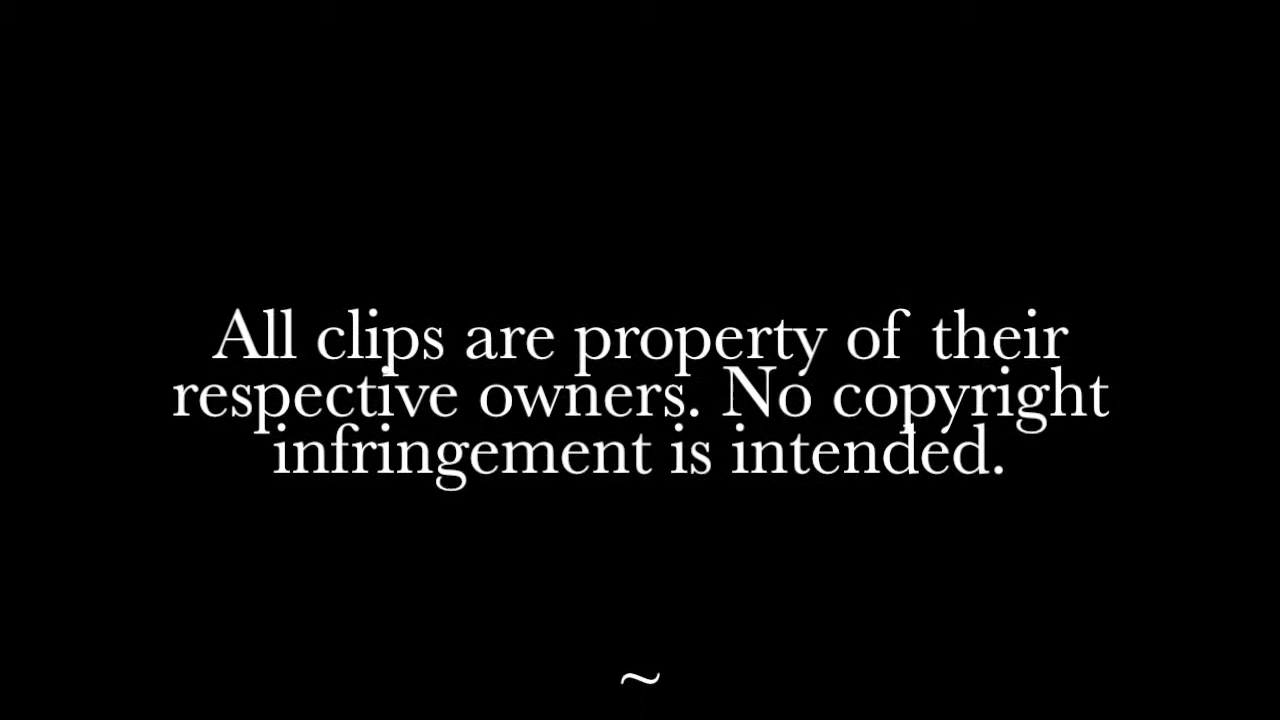 All clips are property of their
respective owners. No copyright
infringement is intended.
~